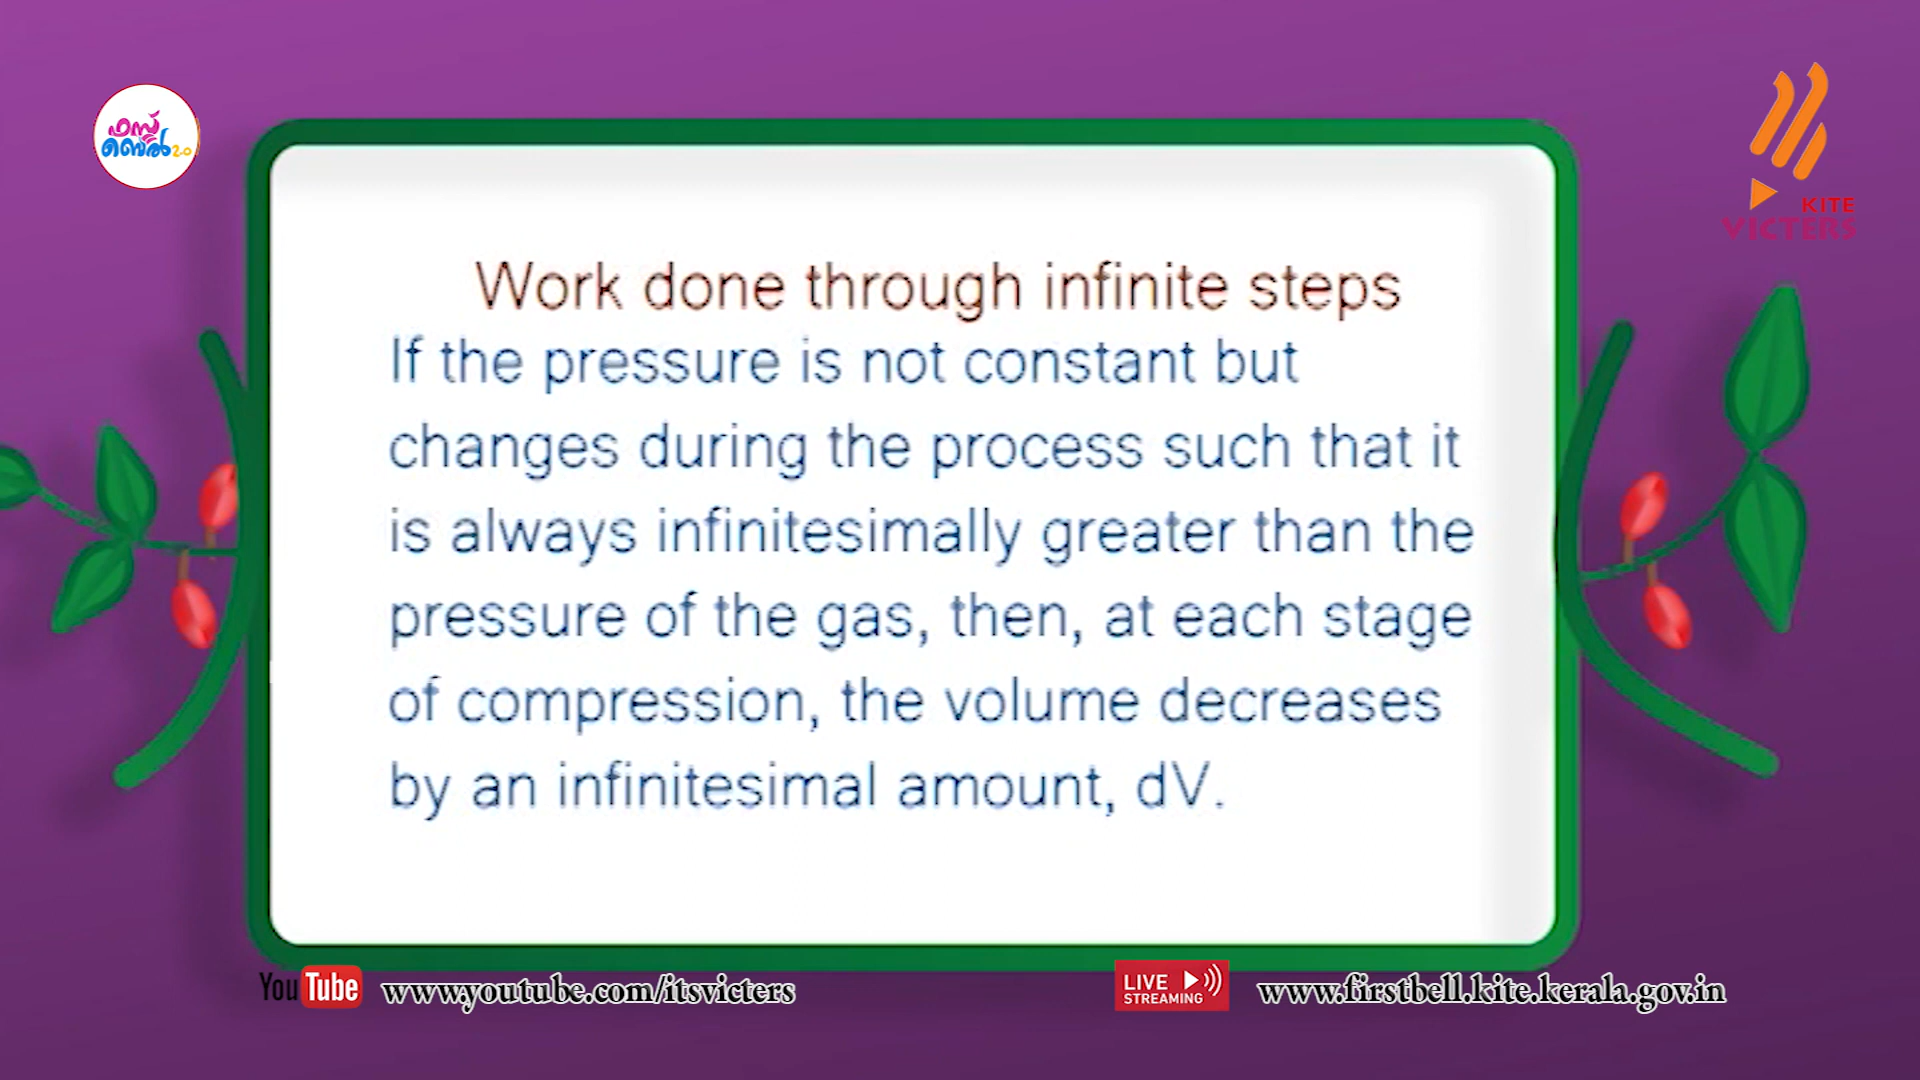 ഫസ്റ്റ്
ബെൽ 2.0
KITE
VICTERS
Work done through infinite steps
If the pressure is not constant but
changes during the process such that it
is always infinitesimally greater than the
pressure of the gas, then, at each stage
of compression, the volume decreases
by an infinitesimal amount, dV.
YouTube www.youtube.com/itsvicters
LIVE STREAMING www.firstbell.kite.kerala.gov.in